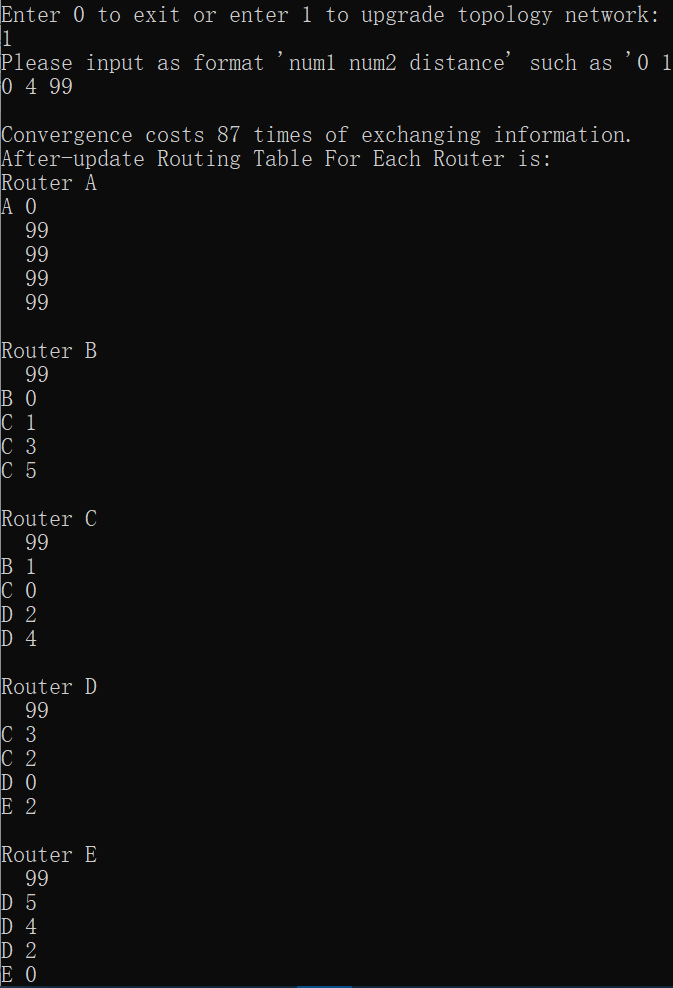 Enter 0 to exit or enter 1 to upgrade topology network:
1
Please input as format 'num1 num2 distance' such as '0 1
0 4 99
Convergence costs 87 times of exchanging information.
After-update Routing Table For Each Router is:
Router A
A 0
99
99
99
99
Router B
99
B 0
C 1
C 3
C 5
Router C
99
B 1
C 0
D 2
D 4
Router D
99
C 3
C 2
D 0
E 2
Router E
99
D 5
D 4
D 2
E 0